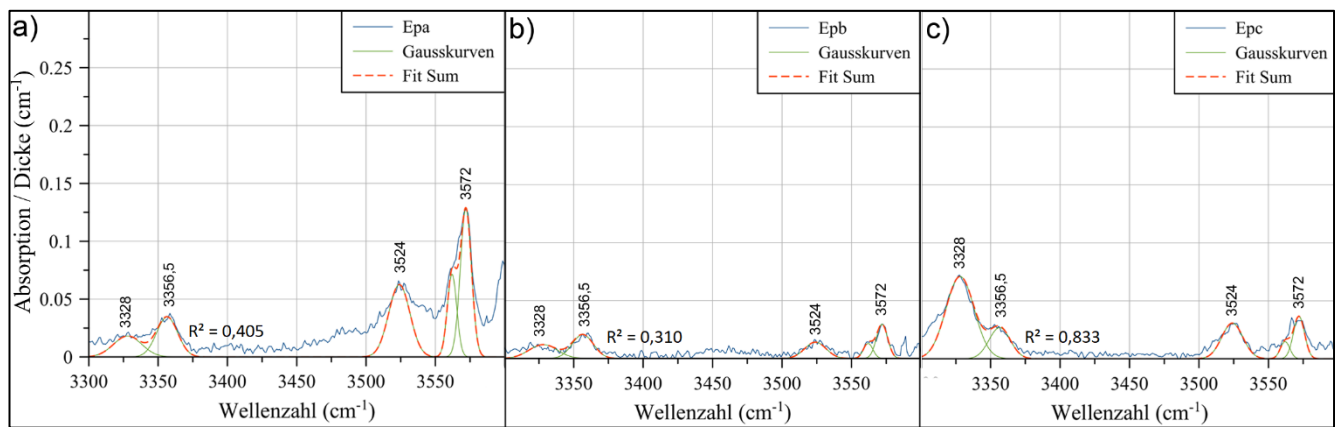 a)
Epa
Gausskurven
Fit Sum
0.25
0.2
0.15
0.1
0.05
0
Absorption / Dicke (cm⁻¹)
3328
3356,5
3524
3572
R² = 0,405
3300
3350
3400
3450
3500
3550
Wellenzahl (cm⁻¹)
b)
Epb
Gausskurven
Fit Sum
3328
3356,5
3524
3572
R² = 0,310
3350
3400
3450
3500
3550
Wellenzahl (cm⁻¹)
c)
Epc
Gausskurven
Fit Sum
3328
3356,5
3524
3572
R² = 0,833
3350
3400
3450
3500
3550
Wellenzahl (cm⁻¹)